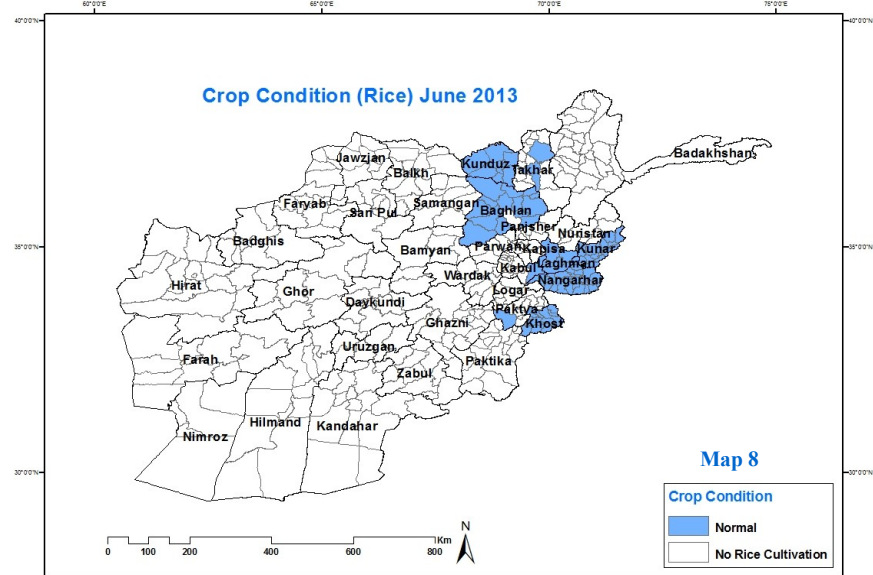 60°0'0"E 65°0'0"E 70°0'0"E 75°0'0"E
40°0'0"N 40°0'0"N
Crop Condition (Rice) June 2013
Badakhshan
Jawzjan
Kunduz
Takhar
Balkh
Faryab
Sari Pul
Samangan
Baghlan
Panjsher
Nuristan
Badghis
35°0'0"N 35°0'0"N
Bamyan
Parwan
Kapisa
Kunar
Laghman
Kabul
Wardak
Nangarhar
Hirat
Ghor
Logar
Daykundi
Paktya
Ghazni
Khost
Uruzgan
Farah
Paktika
Zabul
Hilmand
Kandahar
Nimroz
Map 8
30°0'0"N 30°0'0"N
Crop Condition
Normal
No Rice Cultivation
N
Km
0 100 200 400 600 800